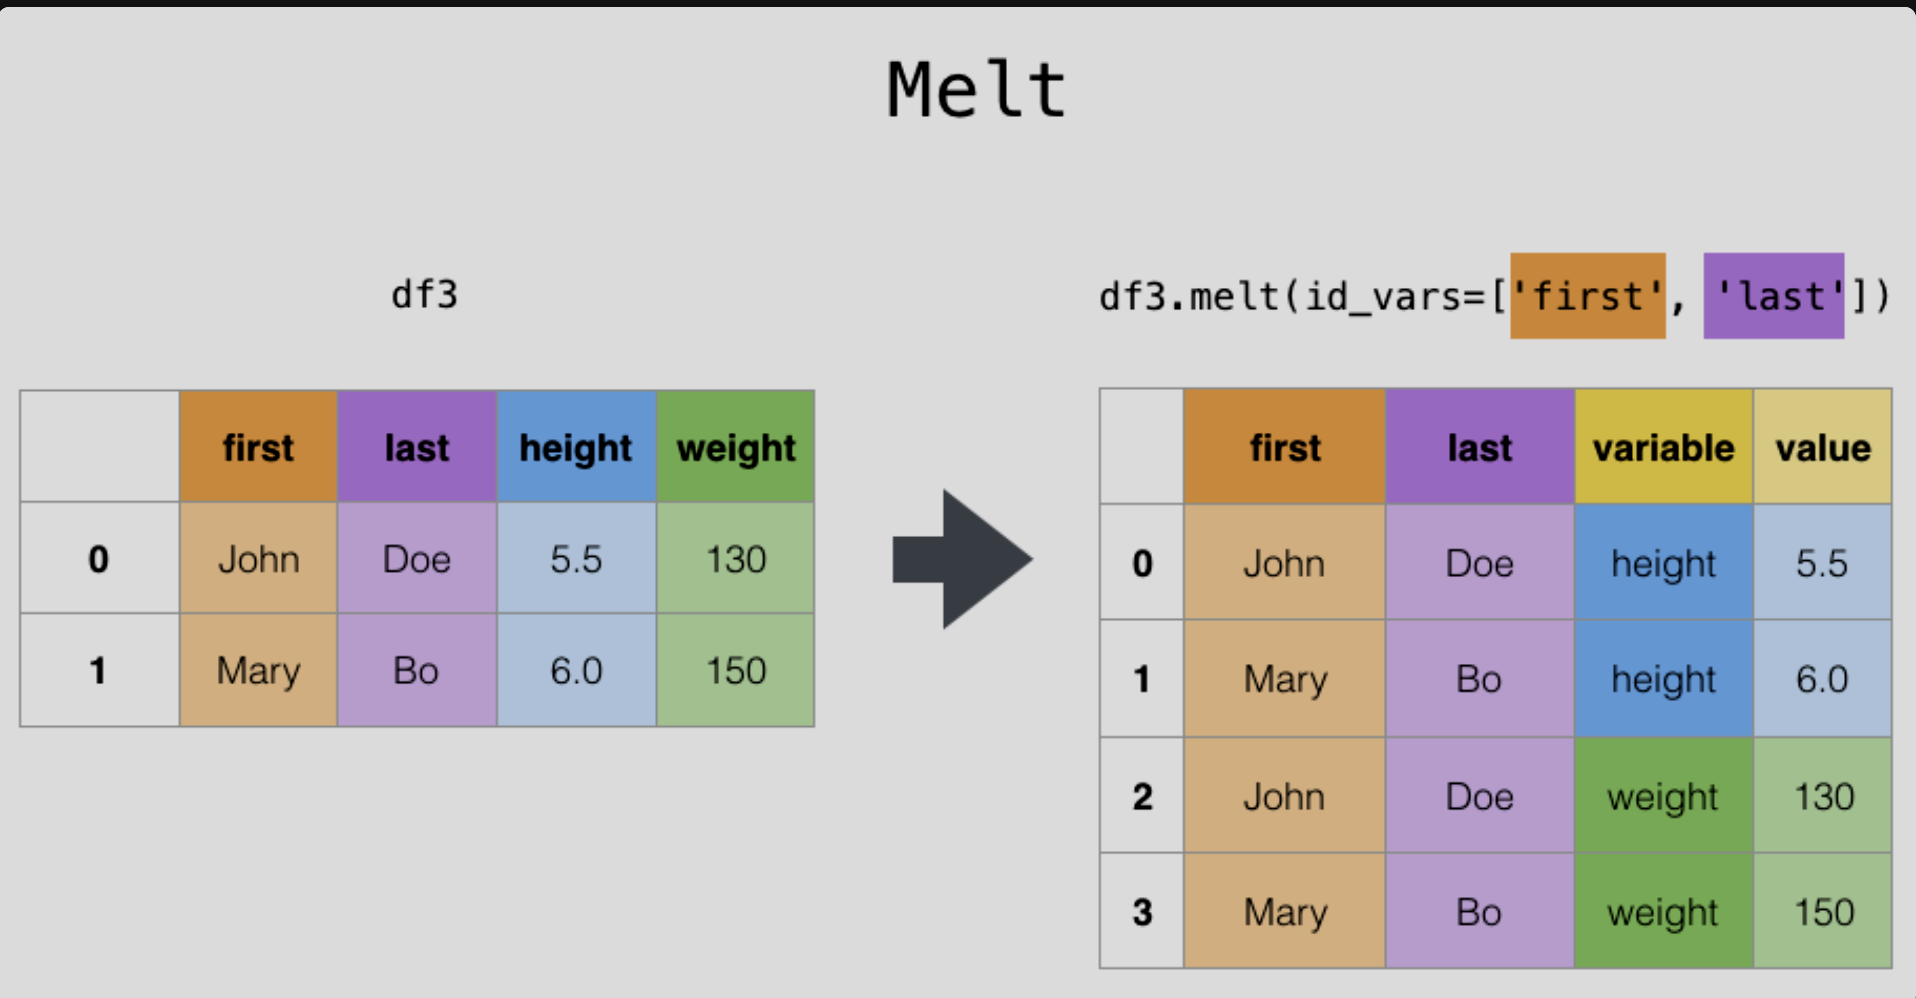 Melt
df3
df3.melt(id_vars=['first', 'last'])
first last height weight
0 John Doe 5.5 130
1 Mary Bo 6.0 150
first last variable value
0 John Doe height 5.5
1 Mary Bo height 6.0
2 John Doe weight 130
3 Mary Bo weight 150